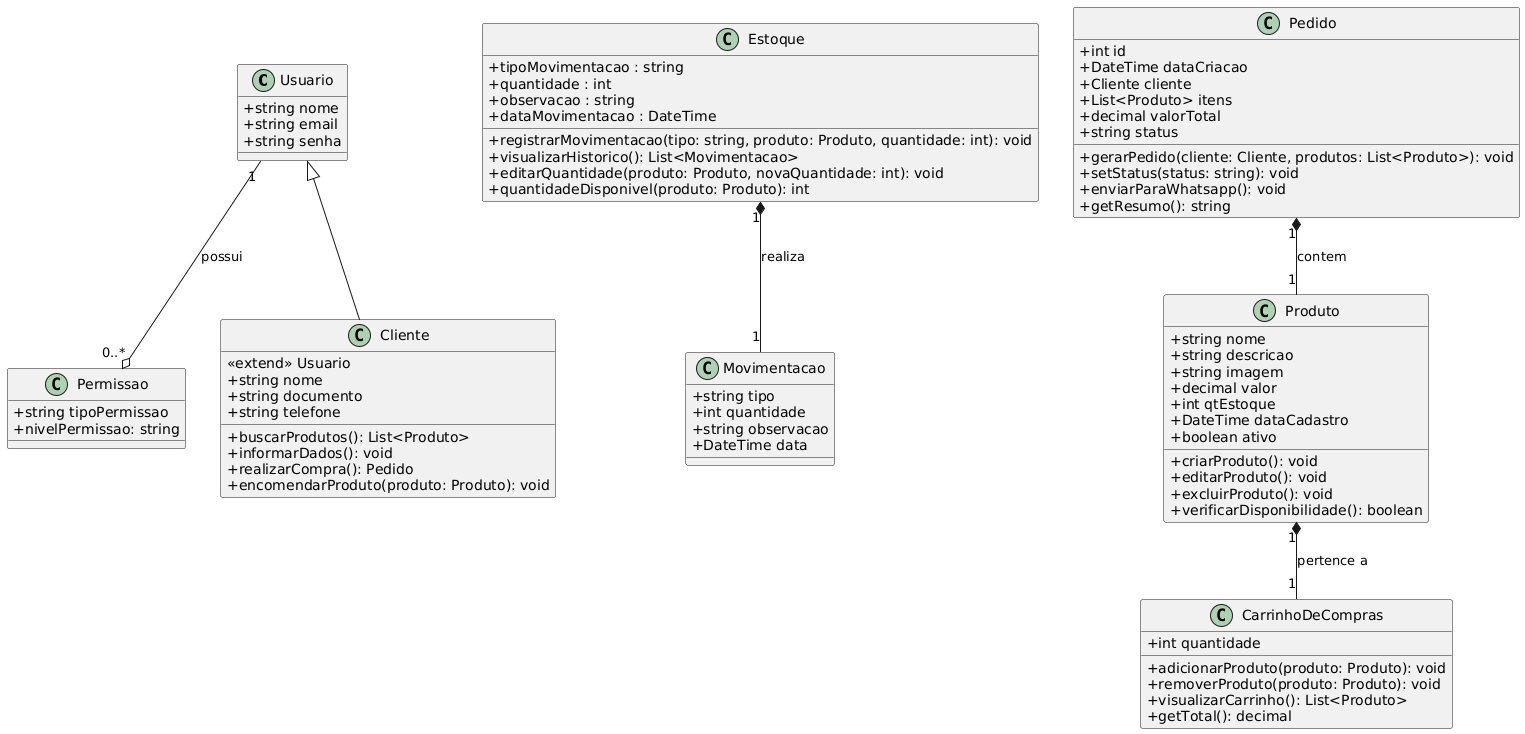 C Usuario
+string nome
+string email
+string senha
1
possui
0..*
C Permissao
+string tipoPermissao
+nivelPermissao: string
C Cliente
«extend» Usuario
+string nome
+string documento
+string telefone
+buscarProdutos(): List<Produto>
+informarDados(): void
+realizarCompra(): Pedido
+encomendarProduto(produto: Produto): void
C Estoque
+tipoMovimentacao : string
+quantidade : int
+observacao : string
+dataMovimentacao : DateTime
+registrarMovimentacao(tipo: string, produto: Produto, quantidade: int): void
+visualizarHistorico(): List<Movimentacao>
+editarQuantidade(produto: Produto, novaQuantidade: int): void
+quantidadeDisponivel(produto: Produto): int
1
realiza
1
C Movimentacao
+string tipo
+int quantidade
+string observacao
+DateTime data
C Pedido
+int id
+DateTime dataCriacao
+Cliente cliente
+List<Produto> itens
+decimal valorTotal
+string status
+gerarPedido(cliente: Cliente, produtos: List<Produto>): void
+setStatus(status: string): void
+enviarParaWhatsapp(): void
+getResumo(): string
1
contem
1
C Produto
+string nome
+string descricao
+string imagem
+decimal valor
+int qtEstoque
+DateTime dataCadastro
+boolean ativo
+criarProduto(): void
+editarProduto(): void
+excluirProduto(): void
+verificarDisponibilidade(): boolean
1
pertence a
1
C CarrinhoDeCompras
+int quantidade
+adicionarProduto(produto: Produto): void
+removerProduto(produto: Produto): void
+visualizarCarrinho(): List<Produto>
+getTotal(): decimal